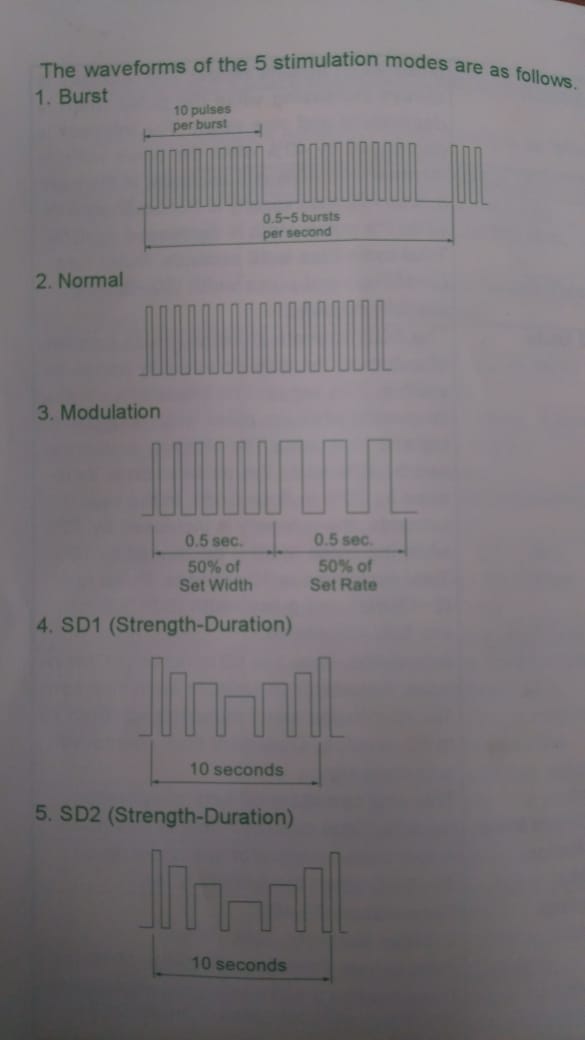 The waveforms of the 5 stimulation modes are as follows.
1. Burst
10 pulses
per burst
0.5~5 bursts
per second
2. Normal
3. Modulation
0.5 sec.
0.5 sec.
50% of
Set Width
50% of
Set Rate
4. SD1 (Strength-Duration)
10 seconds
5. SD2 (Strength-Duration)
10 seconds